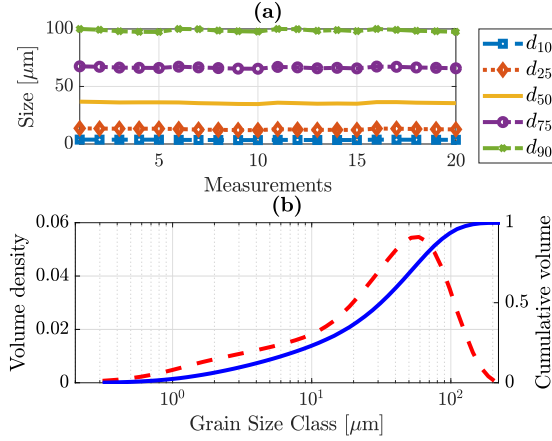 (a)
100
50
0
Size [μm]
5
10
15
20
Measurements
d10
d25
d50
d75
d90
(b)
0.06
0.04
0.02
0
Volume density
1
0.5
0
Cumulative volume
10^0
10^1
10^2
Grain Size Class [μm]